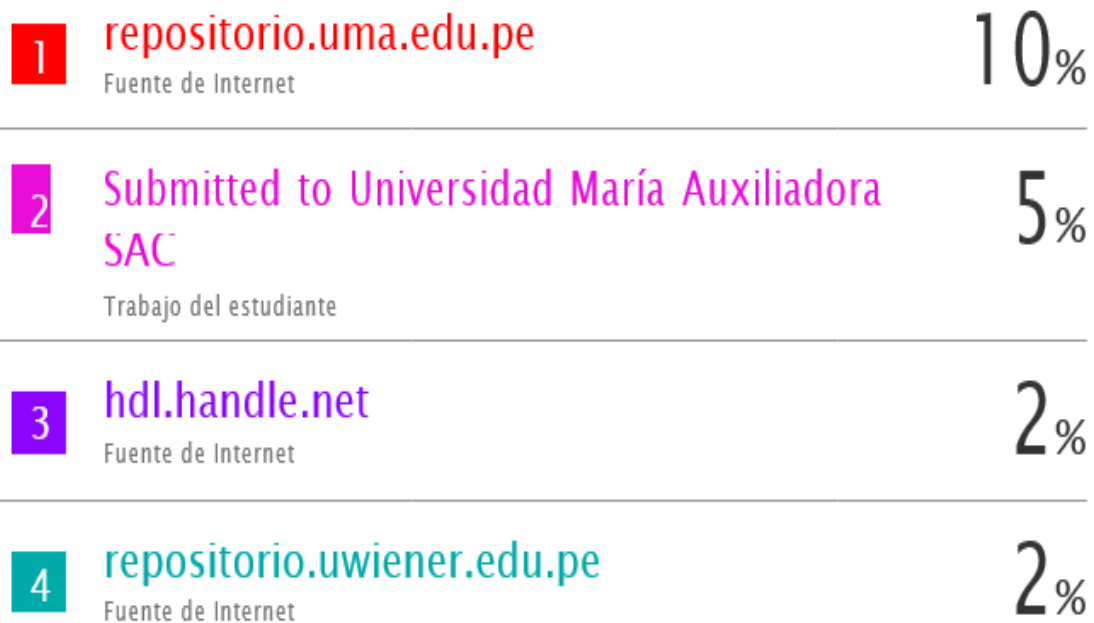 1 repositorio.uma.edu.pe 10%
Fuente de Internet
2 Submitted to Universidad María Auxiliadora 5%
SAC
Trabajo del estudiante
3 hdl.handle.net 2%
Fuente de Internet
4 repositorio.uwiener.edu.pe 2%
Fuente de Internet